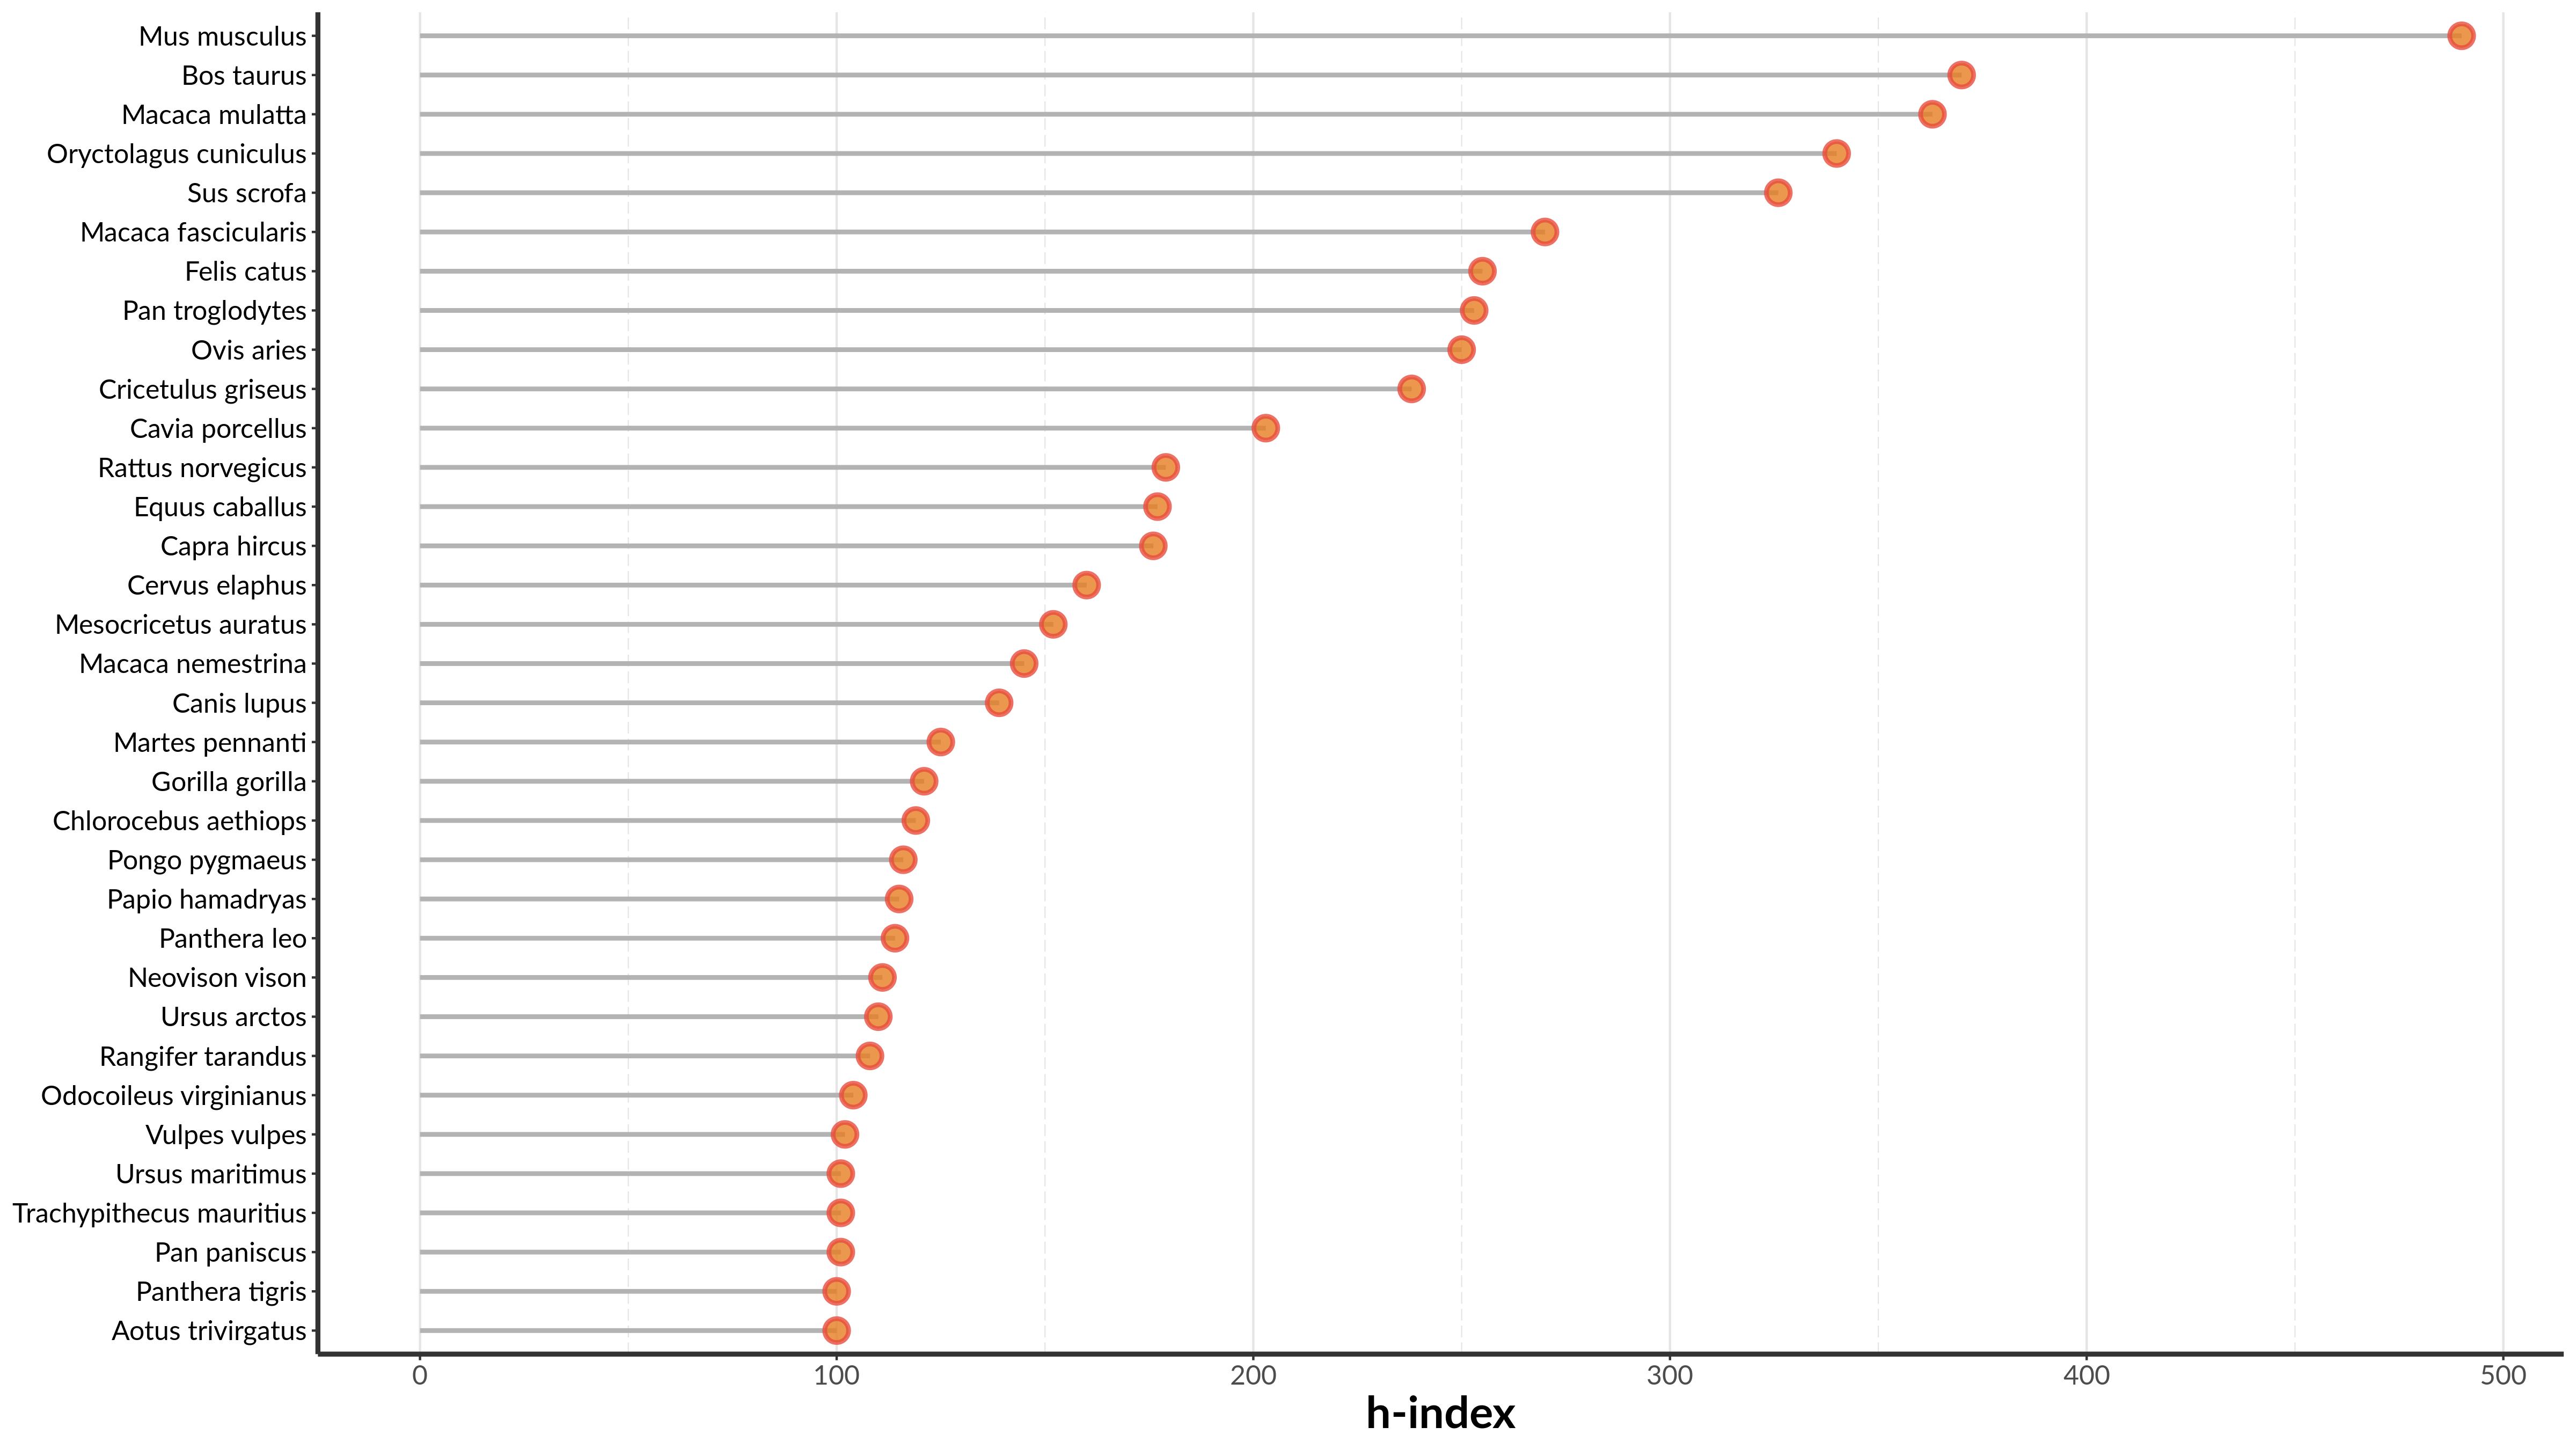 Mus musculus
Bos taurus
Macaca mulatta
Oryctolagus cuniculus
Sus scrofa
Macaca fascicularis
Felis catus
Pan troglodytes
Ovis aries
Cricetulus griseus
Cavia porcellus
Rattus norvegicus
Equus caballus
Capra hircus
Cervus elaphus
Mesocricetus auratus
Macaca nemestrina
Canis lupus
Martes pennanti
Gorilla gorilla
Chlorocebus aethiops
Pongo pygmaeus
Papio hamadryas
Panthera leo
Neovison vison
Ursus arctos
Rangifer tarandus
Odocoileus virginianus
Vulpes vulpes
Ursus maritimus
Trachypithecus mauritius
Pan paniscus
Panthera tigris
Aotus trivirgatus
0 100 200 300 400 500
h-index